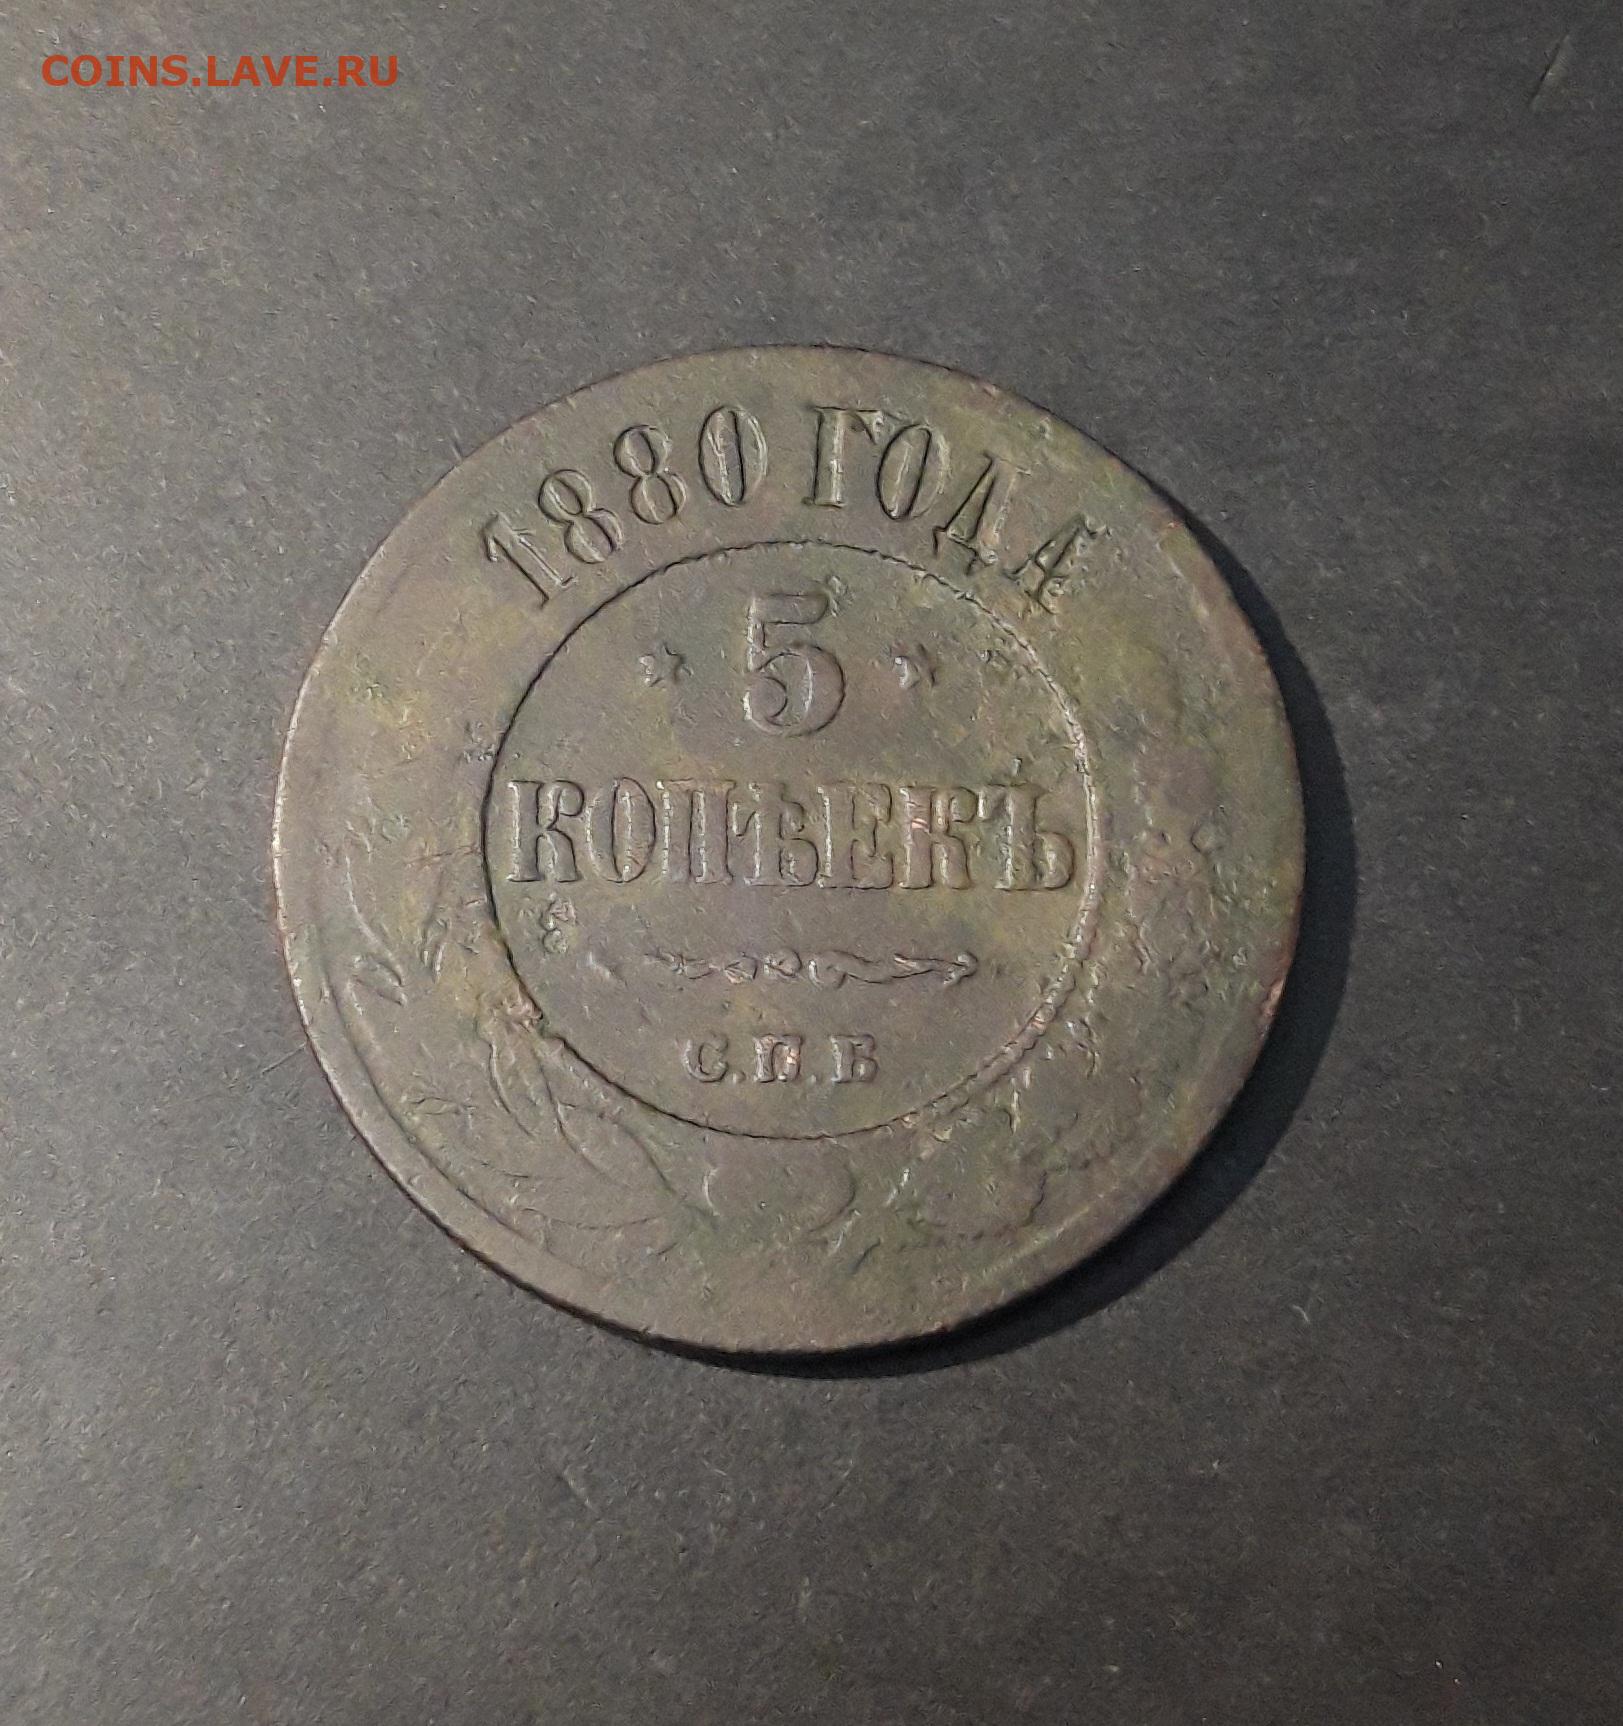 COINS.LAVE.RU
1880 ГОДА
* 5 *
КОПѢЕКЪ
С.П.Б